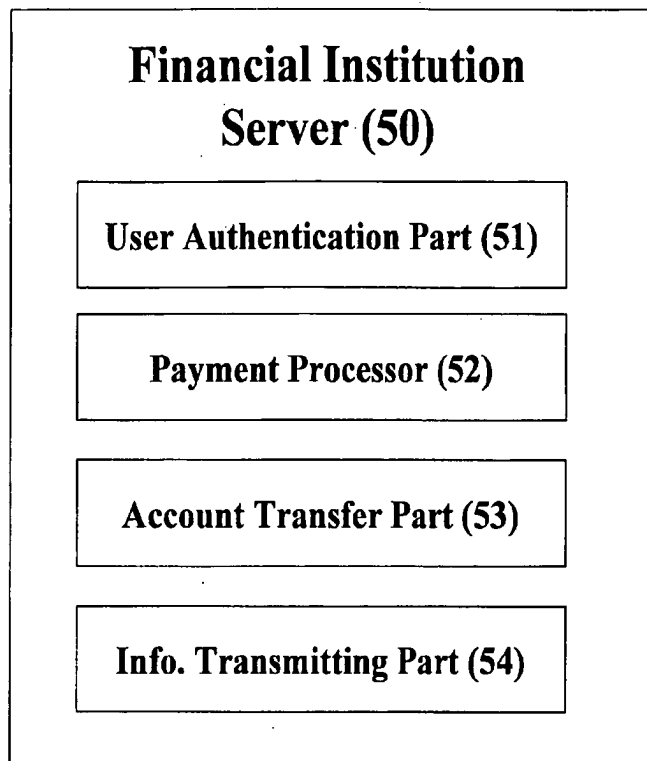 Financial Institution
Server (50)
User Authentication Part (51)
Payment Processor (52)
Account Transfer Part (53)
Info. Transmitting Part (54)